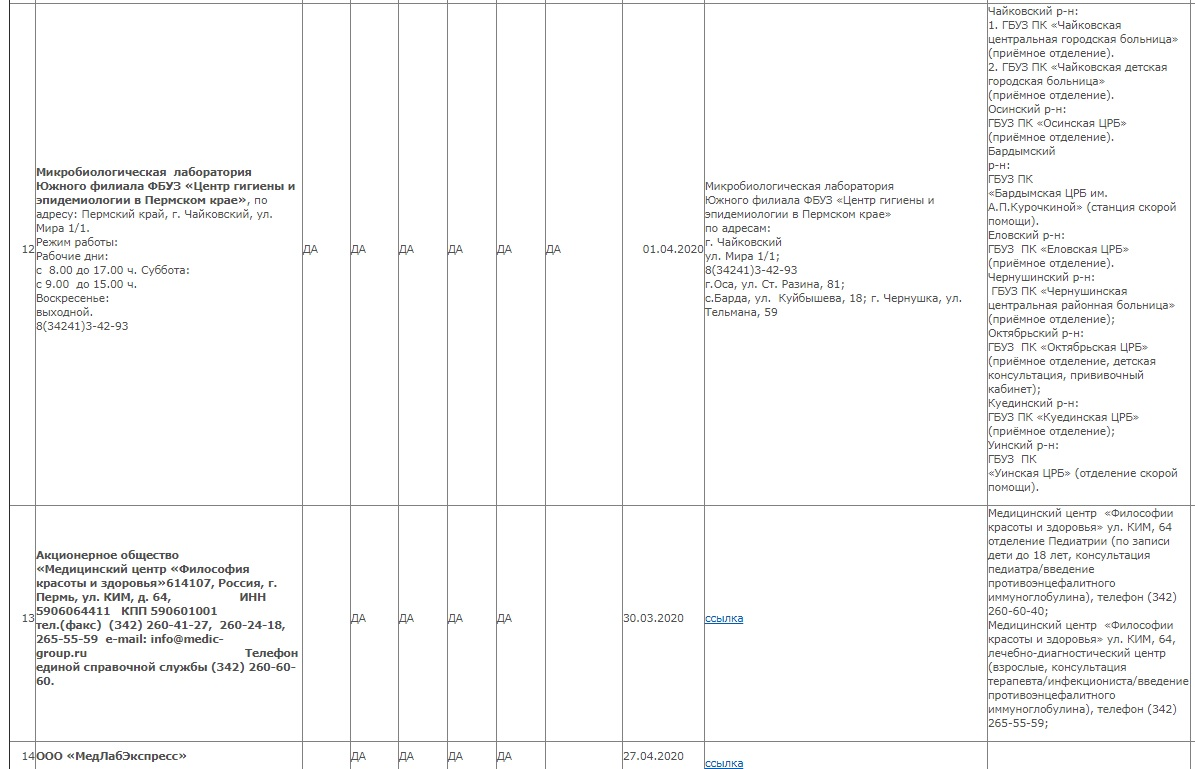 12
Микробиологическая лаборатория
Южного филиала ФБУЗ «Центр гигиены и
эпидемиологии в Пермском крае», по
адресу: Пермский край, г. Чайковский, ул.
Мира 1/1.
Режим работы:
Рабочие дни:
с 8.00 до 17.00 ч. Суббота:
с 9.00 до 15.00 ч.
Воскресенье:
выходной.
8(34241)3-42-93
ДА
ДА
ДА
ДА
ДА
ДА
01.04.2020
Микробиологическая лаборатория
Южного филиала ФБУЗ «Центр гигиены и
эпидемиологии в Пермском крае»
по адресам:
г. Чайковский
ул. Мира 1/1;
8(34241)3-42-93
г.Оса, ул. Ст. Разина, 81;
с.Барда, ул. Куйбышева, 18; г. Чернушка, ул.
Тельмана, 59
Чайковский р-н:
1. ГБУЗ ПК «Чайковская
центральная городская больница»
(приёмное отделение).
2. ГБУЗ ПК «Чайковская детская
городская больница»
(приёмное отделение).
Осинский р-н:
ГБУЗ ПК «Осинская ЦРБ»
(приёмное отделение).
Бардымский
р-н:
ГБУЗ ПК
«Бардымская ЦРБ им.
А.П.Курочкиной» (станция скорой
помощи).
Еловский р-н:
ГБУЗ ПК «Еловская ЦРБ»
(приёмное отделение).
Чернушинский р-н:
ГБУЗ ПК «Чернушинская
центральная районная больница»
(приёмное отделение);
Октябрьский р-н:
ГБУЗ ПК «Октябрьская ЦРБ»
(приёмное отделение, детская
консультация, прививочный
кабинет);
Куединский р-н:
ГБУЗ ПК «Куединская ЦРБ»
(приёмное отделение);
Уинский р-н:
ГБУЗ ПК
«Уинская ЦРБ» (отделение скорой
помощи).
13
Акционерное общество
«Медицинский центр «Философия
красоты и здоровья»614107, Россия, г.
Пермь, ул. КИМ, д. 64, ИНН
5906064411 КПП 590601001
тел.(факс) (342) 260-41-27, 260-24-18,
265-55-59 e-mail: info@medic-
group.ru Телефон
единой справочной службы (342) 260-60-
60.
ДА
ДА
ДА
ДА
30.03.2020
ссылка
Медицинский центр «Философии
красоты и здоровья» ул. КИМ, 64
отделение Педиатрии (по записи
дети до 18 лет, консультация
педиатра/введение
противоэнцефалитного
иммуноглобулина), телефон (342)
260-60-40;
Медицинский центр «Философии
красоты и здоровья» ул. КИМ, 64,
лечебно-диагностический центр
(взрослые, консультация
терапевта/инфекциониста/введение
противоэнцефалитного
иммуноглобулина), телефон (342)
265-55-59;
14
ООО «МедЛабЭкспресс»
ДА
ДА
ДА
ДА
27.04.2020
ссылка